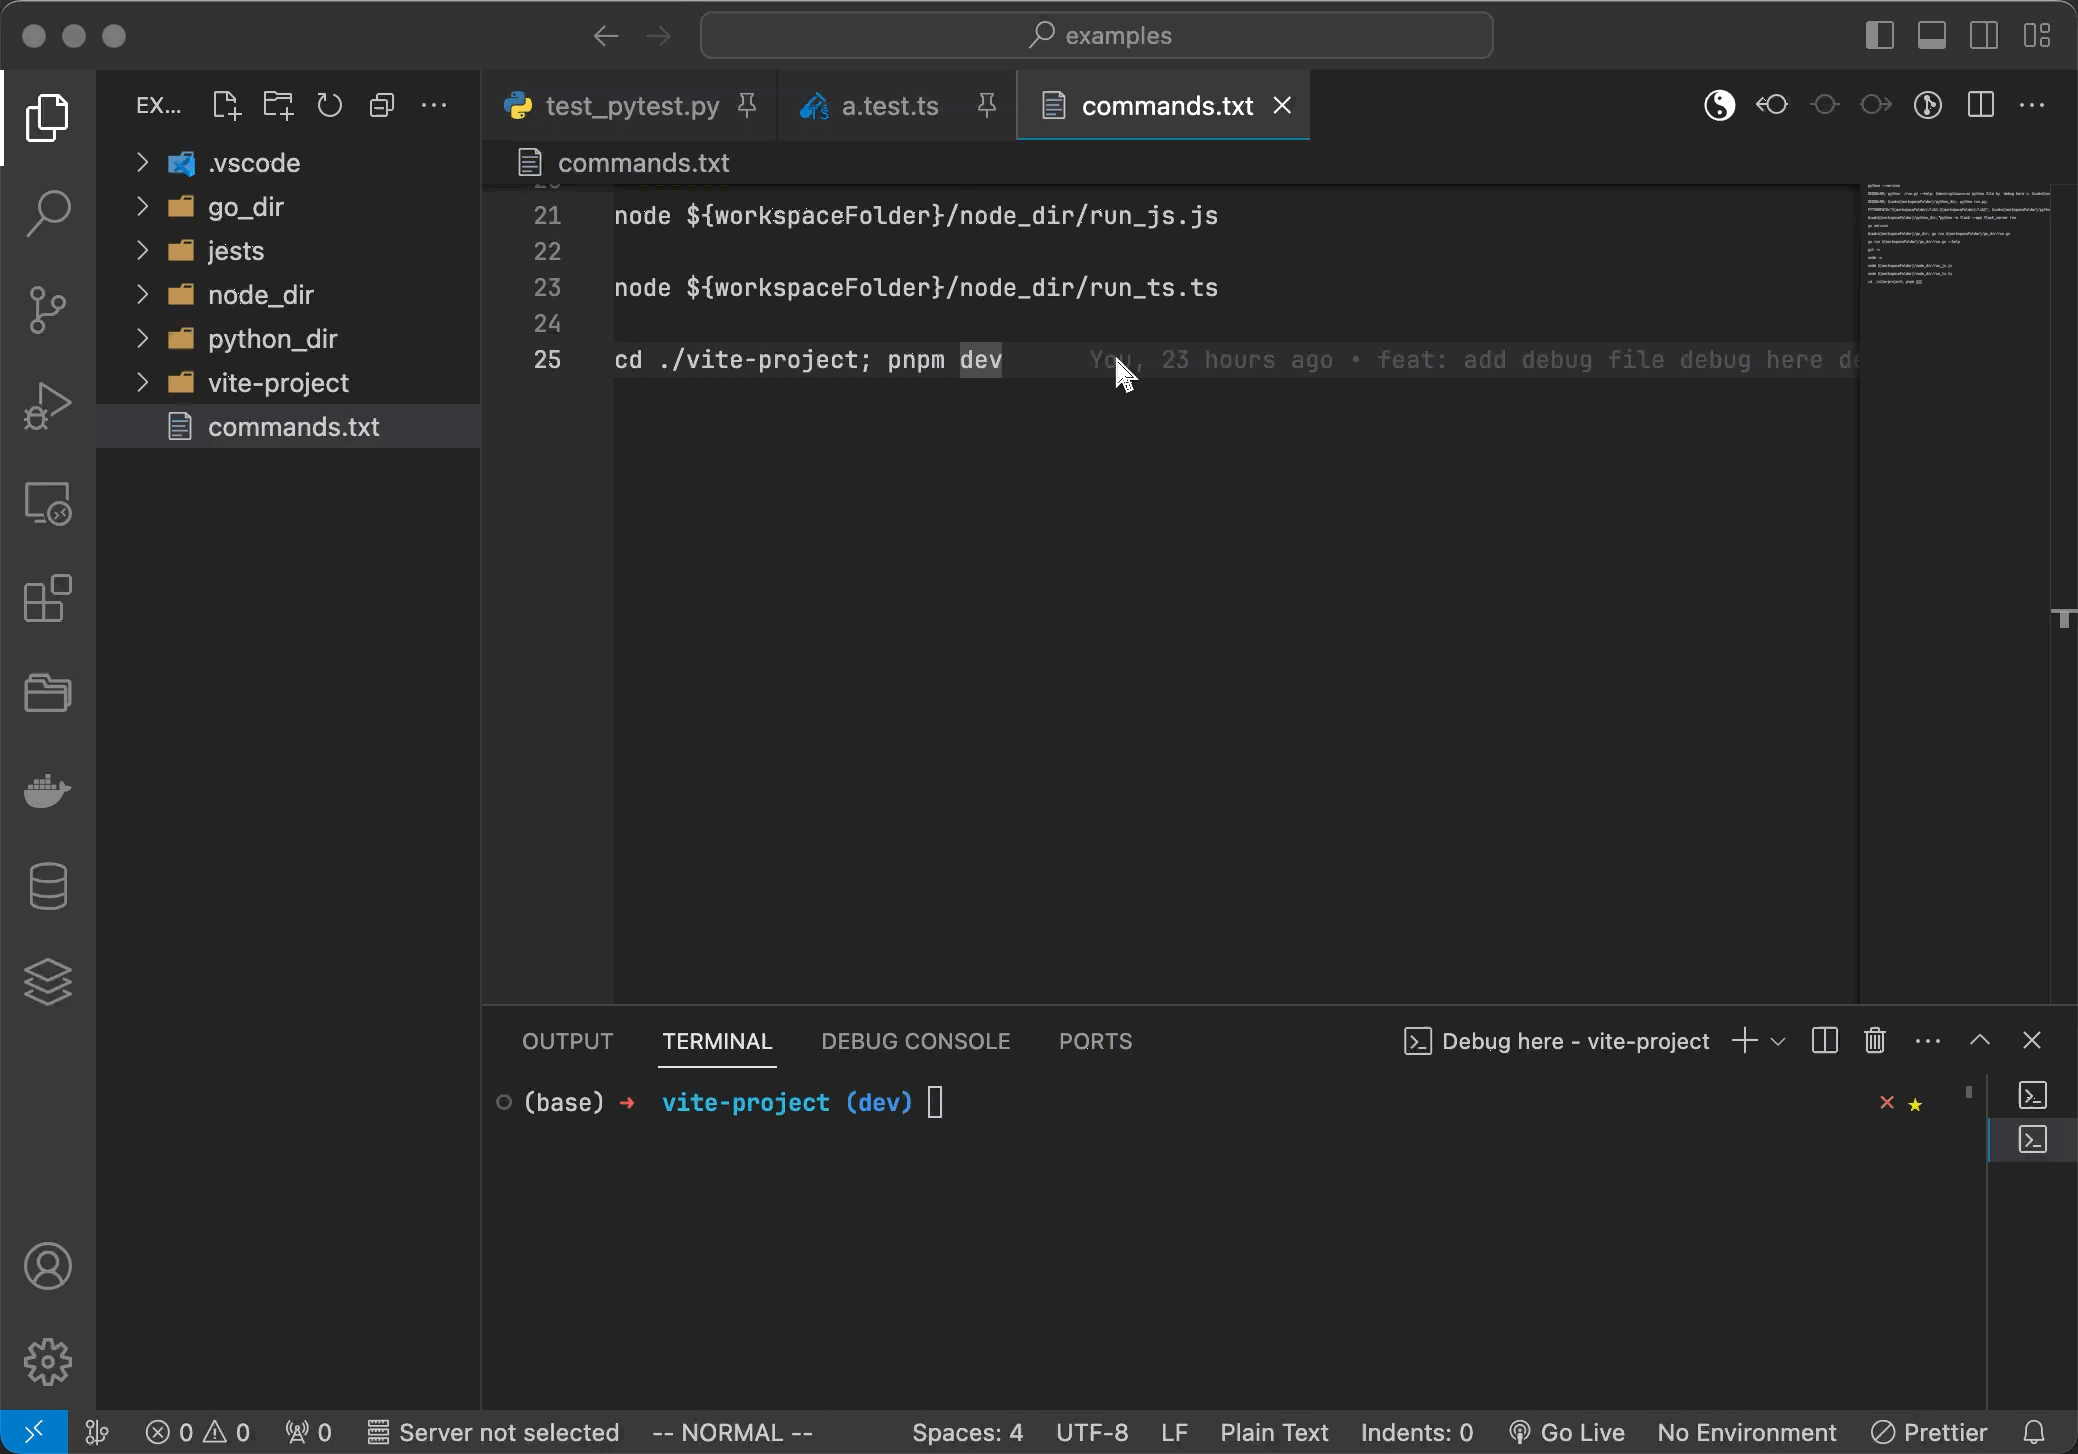 examples
EX...
test_pytest.py
a.test.ts
commands.txt
commands.txt
.vscode
go_dir
jests
node_dir
python_dir
vite-project
commands.txt
21 node ${workspaceFolder}/node_dir/run_js.js
22
23 node ${workspaceFolder}/node_dir/run_ts.ts
24
25 cd ./vite-project; pnpm dev You, 23 hours ago • feat: add debug file debug here de
OUTPUT TERMINAL DEBUG CONSOLE PORTS
Debug here - vite-project
(base) ➜ vite-project (dev)
0 0 0 Server not selected -- NORMAL -- Spaces: 4 UTF-8 LF Plain Text Indents: 0 Go Live No Environment Prettier